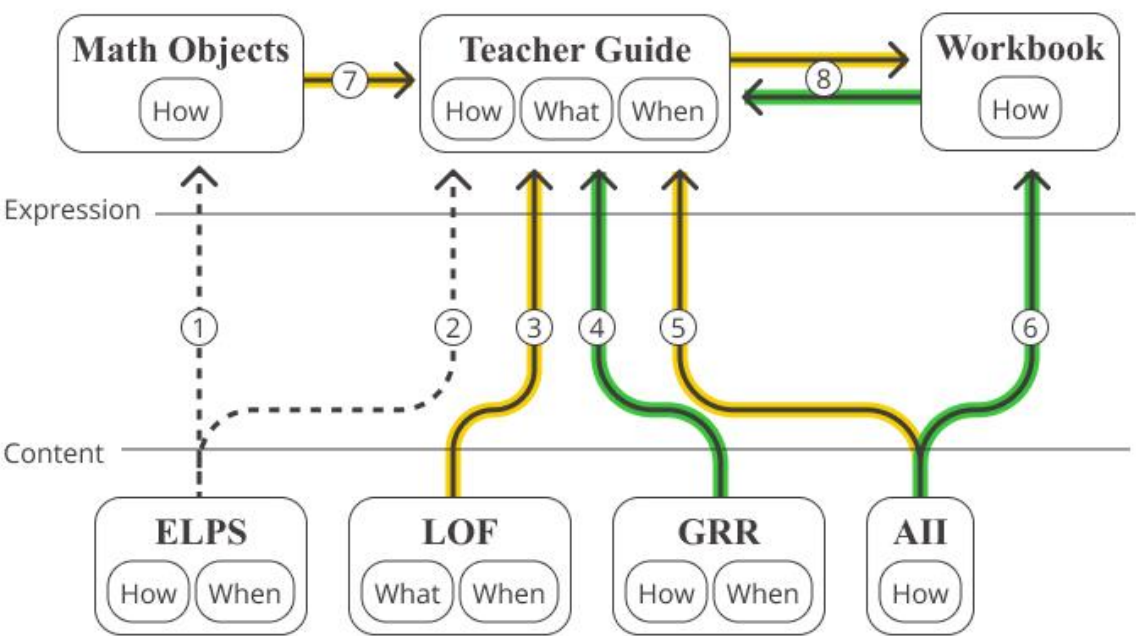 Math Objects
How
7
Teacher Guide
How What When
8
Workbook
How
Expression
1
2
3
4
5
6
Content
ELPS
How When
LOF
What When
GRR
How When
AII
How